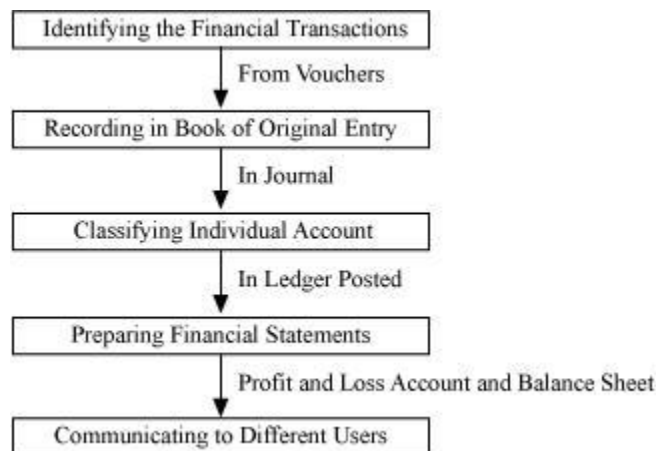 Identifying the Financial Transactions
From Vouchers
Recording in Book of Original Entry
In Journal
Classifying Individual Account
In Ledger Posted
Preparing Financial Statements
Profit and Loss Account and Balance Sheet
Communicating to Different Users